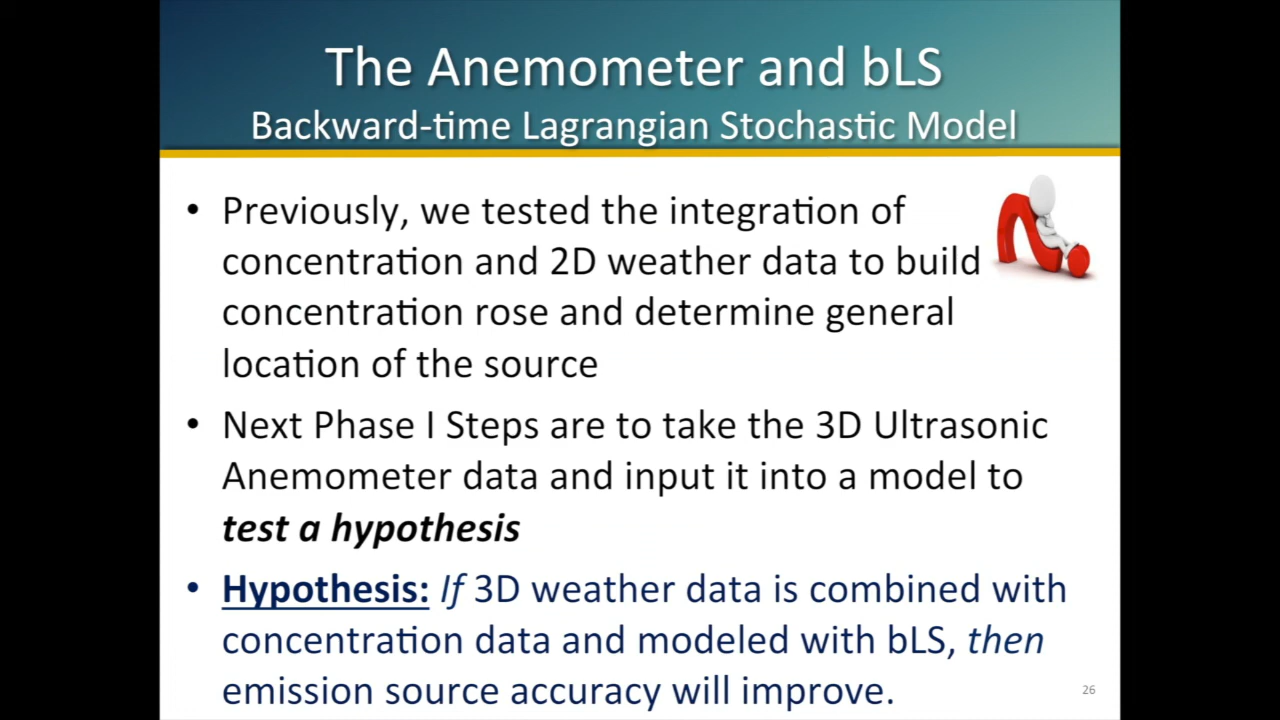 The Anemometer and bLS
Backward-time Lagrangian Stochastic Model
• Previously, we tested the integration of
concentration and 2D weather data to build
concentration rose and determine general
location of the source
• Next Phase I Steps are to take the 3D Ultrasonic
Anemometer data and input it into a model to
test a hypothesis
• Hypothesis: If 3D weather data is combined with
concentration data and modeled with bLS, then
emission source accuracy will improve.
26